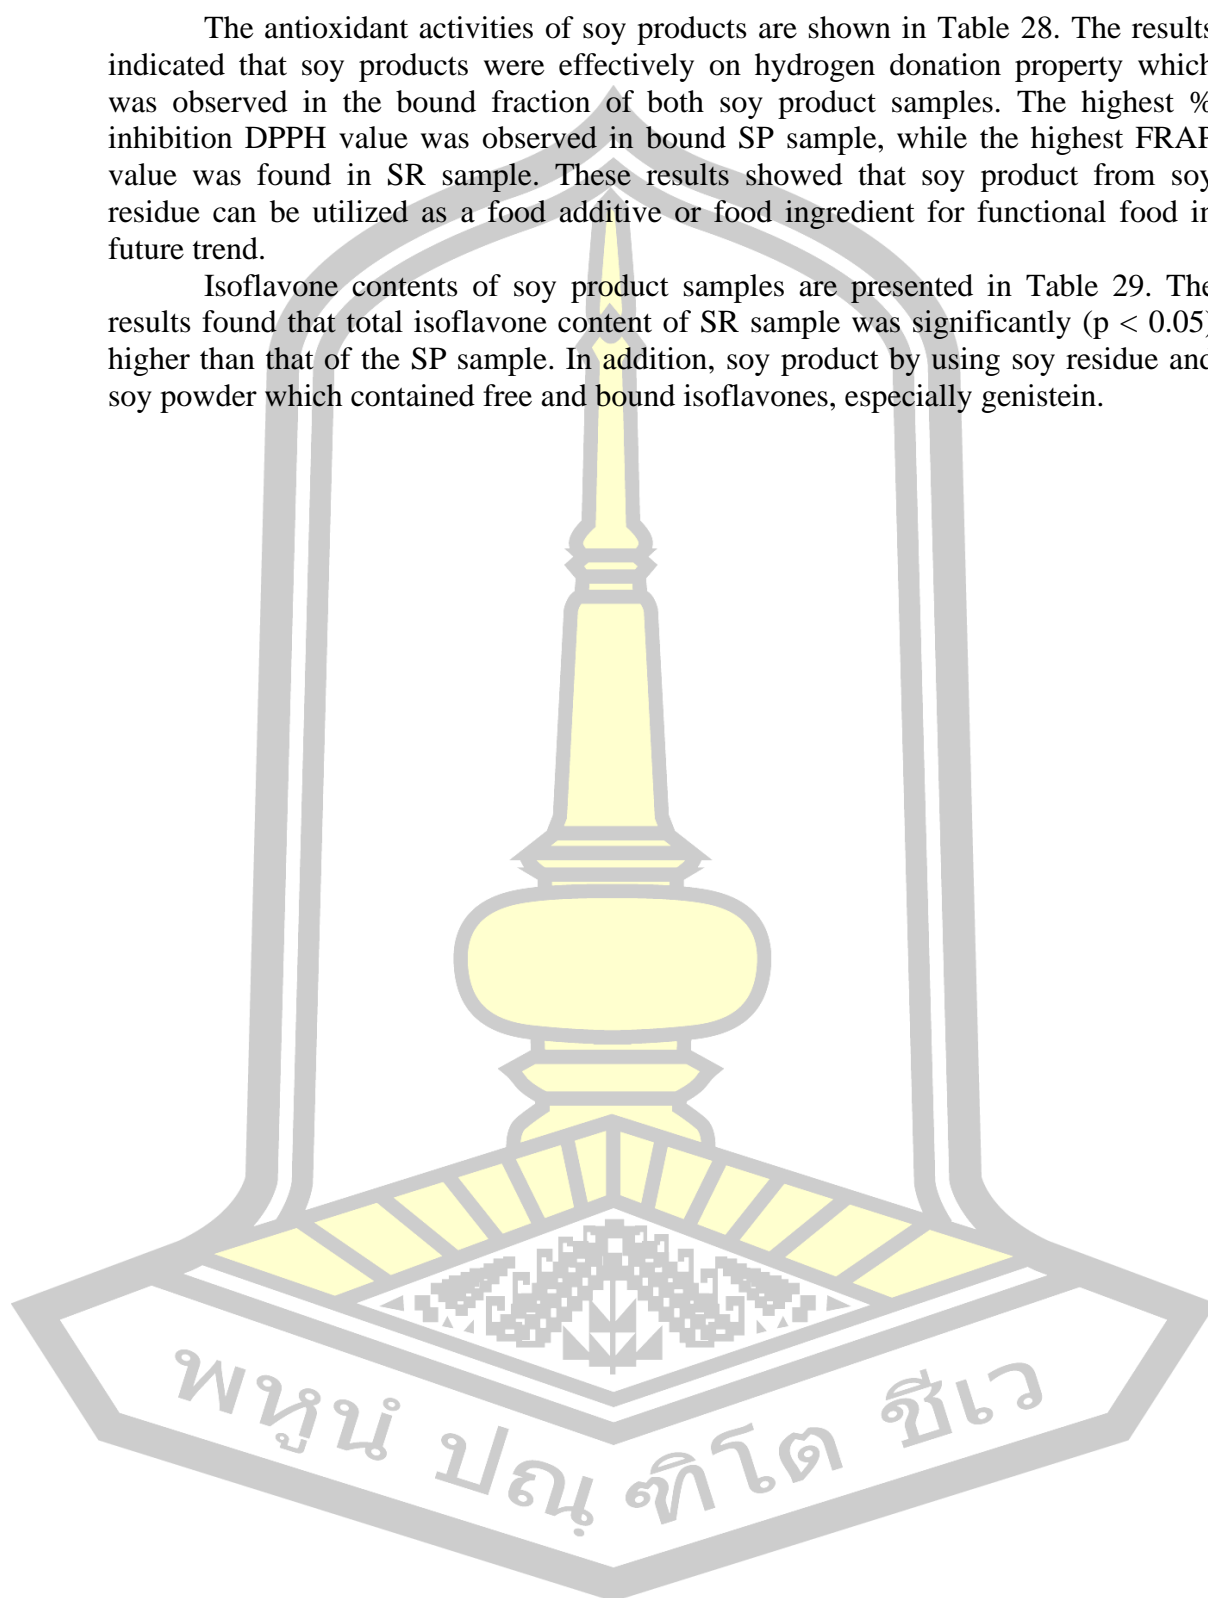 The antioxidant activities of soy products are shown in Table 28. The results
indicated that soy products were effectively on hydrogen donation property which
was observed in the bound fraction of both soy product samples. The highest %
inhibition DPPH value was observed in bound SP sample, while the highest FRAP
value was found in SR sample. These results showed that soy product from soy
residue can be utilized as a food additive or food ingredient for functional food in
future trend.
Isoflavone contents of soy product samples are presented in Table 29. The
results found that total isoflavone content of SR sample was significantly (p < 0.05)
higher than that of the SP sample. In addition, soy product by using soy residue and
soy powder which contained free and bound isoflavones, especially genistein.
พหูนํ ปณฺฑิโต ชีเว